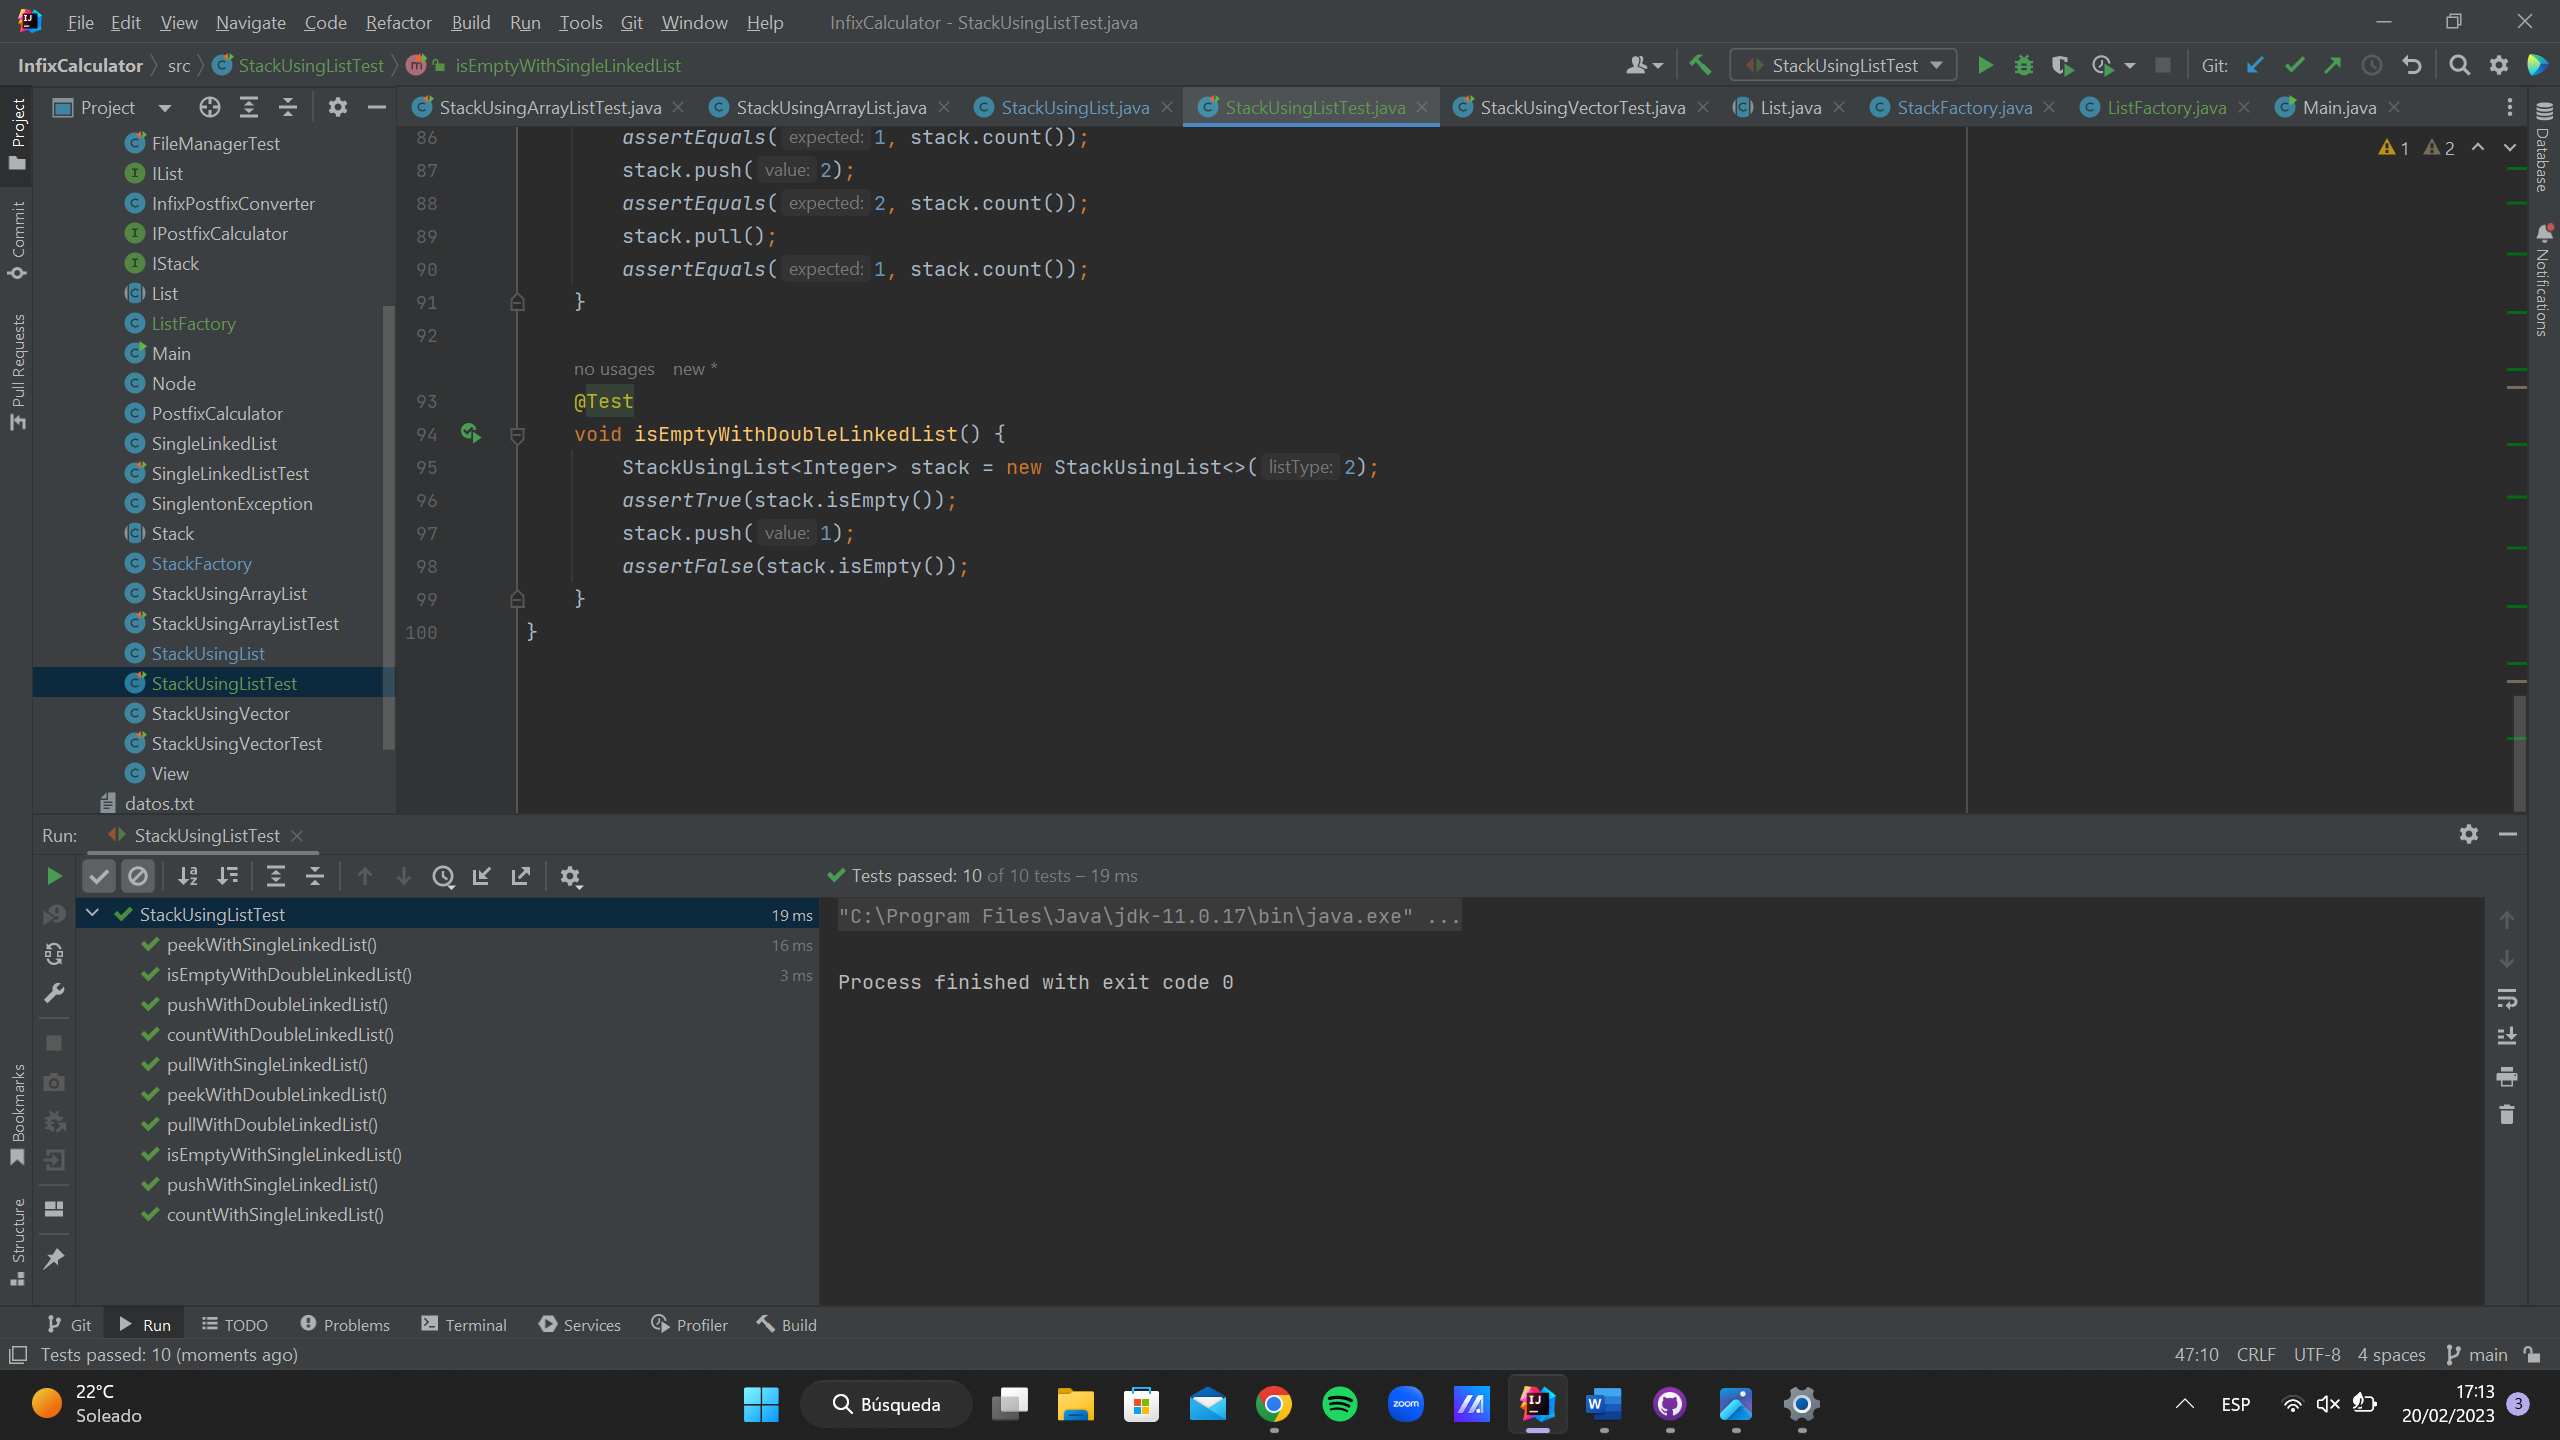 File Edit View Navigate Code Refactor Build Run Tools Git Window Help InfixCalculator - StackUsingListTest.java
InfixCalculator src StackUsingListTest m isEmptyWithSingleLinkedList StackUsingListTest Git:
Project StackUsingArrayListTest.java StackUsingArrayList.java StackUsingList.java StackUsingListTest.java StackUsingVectorTest.java List.java StackFactory.java ListFactory.java Main.java
Project
Commit
Pull Requests
Bookmarks
Structure
FileManagerTest
IList
InfixPostfixConverter
IPostfixCalculator
IStack
List
ListFactory
Main
Node
PostfixCalculator
SingleLinkedList
SingleLinkedListTest
SinglentonException
Stack
StackFactory
StackUsingArrayList
StackUsingArrayListTest
StackUsingList
StackUsingListTest
StackUsingVector
StackUsingVectorTest
View
datos.txt
86 assertEquals( expected: 1, stack.count());
87 stack.push( value: 2);
88 assertEquals( expected: 2, stack.count());
89 stack.pull();
90 assertEquals( expected: 1, stack.count());
91 }
92
no usages new *
93 @Test
94 void isEmptyWithDoubleLinkedList() {
95 StackUsingList<Integer> stack = new StackUsingList<>( listType: 2);
96 assertTrue(stack.isEmpty());
97 stack.push( value: 1);
98 assertFalse(stack.isEmpty());
99 }
100 }
1 2
Database
Notifications
Run: StackUsingListTest
Tests passed: 10 of 10 tests – 19 ms
StackUsingListTest 19 ms
peekWithSingleLinkedList() 16 ms
isEmptyWithDoubleLinkedList() 3 ms
pushWithDoubleLinkedList()
countWithDoubleLinkedList()
pullWithSingleLinkedList()
peekWithDoubleLinkedList()
pullWithDoubleLinkedList()
isEmptyWithSingleLinkedList()
pushWithSingleLinkedList()
countWithSingleLinkedList()
"C:\Program Files\Java\jdk-11.0.17\bin\java.exe" ...
Process finished with exit code 0
Git Run TODO Problems Terminal Services Profiler Build
Tests passed: 10 (moments ago) 47:10 CRLF UTF-8 4 spaces main
22°C
Soleado
Búsqueda
zoom
ESP
17:13
20/02/2023
3